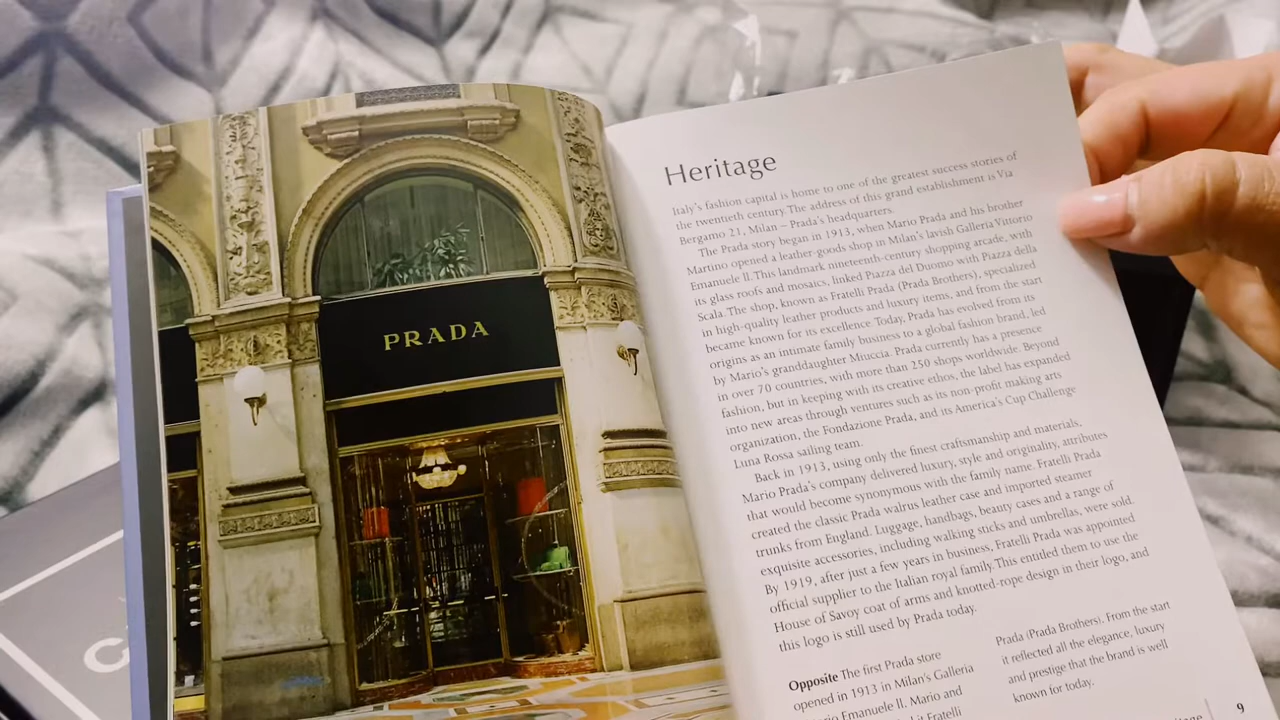 PRADA
Heritage
Italy's fashion capital is home to one of the greatest success stories of
the twentieth century. The address of this grand establishment is Via
Bergamo 21, Milan – Prada's headquarters.
The Prada story began in 1913, when Mario Prada and his brother
Martino opened a leather-goods shop in Milan's lavish Galleria Vittorio
Emanuele II. This landmark nineteenth-century shopping arcade, with
its glass roofs and mosaics, linked Piazza del Duomo with Piazza della
Scala. The shop, known as Fratelli Prada (Prada Brothers), specialized
in high-quality leather products and luxury items, and from the start
became known for its excellence Today, Prada has evolved from its
origins as an intimate family business to a global fashion brand, led
by Mario's granddaughter Miuccia. Prada currently has a presence
in over 70 countries, with more than 250 shops worldwide. Beyond
fashion, but in keeping with its creative ethos, the label has expanded
into new areas through ventures such as its non-profit making arts
organization, the Fondazione Prada, and its America's Cup Challenge
Luna Rossa sailing team.
Back in 1913, using only the finest craftsmanship and materials,
Mario Prada's company delivered luxury, style and originality, attributes
that would become synonymous with the family name. Fratelli Prada
created the classic Prada walrus leather case and imported steamer
trunks from England. Luggage, handbags, beauty cases and a range of
exquisite accessories, including walking sticks and umbrellas, were sold.
By 1919, after just a few years in business, Fratelli Prada was appointed
official supplier to the Italian royal family. This entitled them to use the
House of Savoy coat of arms and knotted-rope design in their logo, and
this logo is still used by Prada today.
Opposite The first Prada store
opened in 1913 in Milan's Galleria
Emanuele II. Mario and
Fratelli
Prada (Prada Brothers). From the start
it reflected all the elegance, luxury
and prestige that the brand is well
known for today.
9